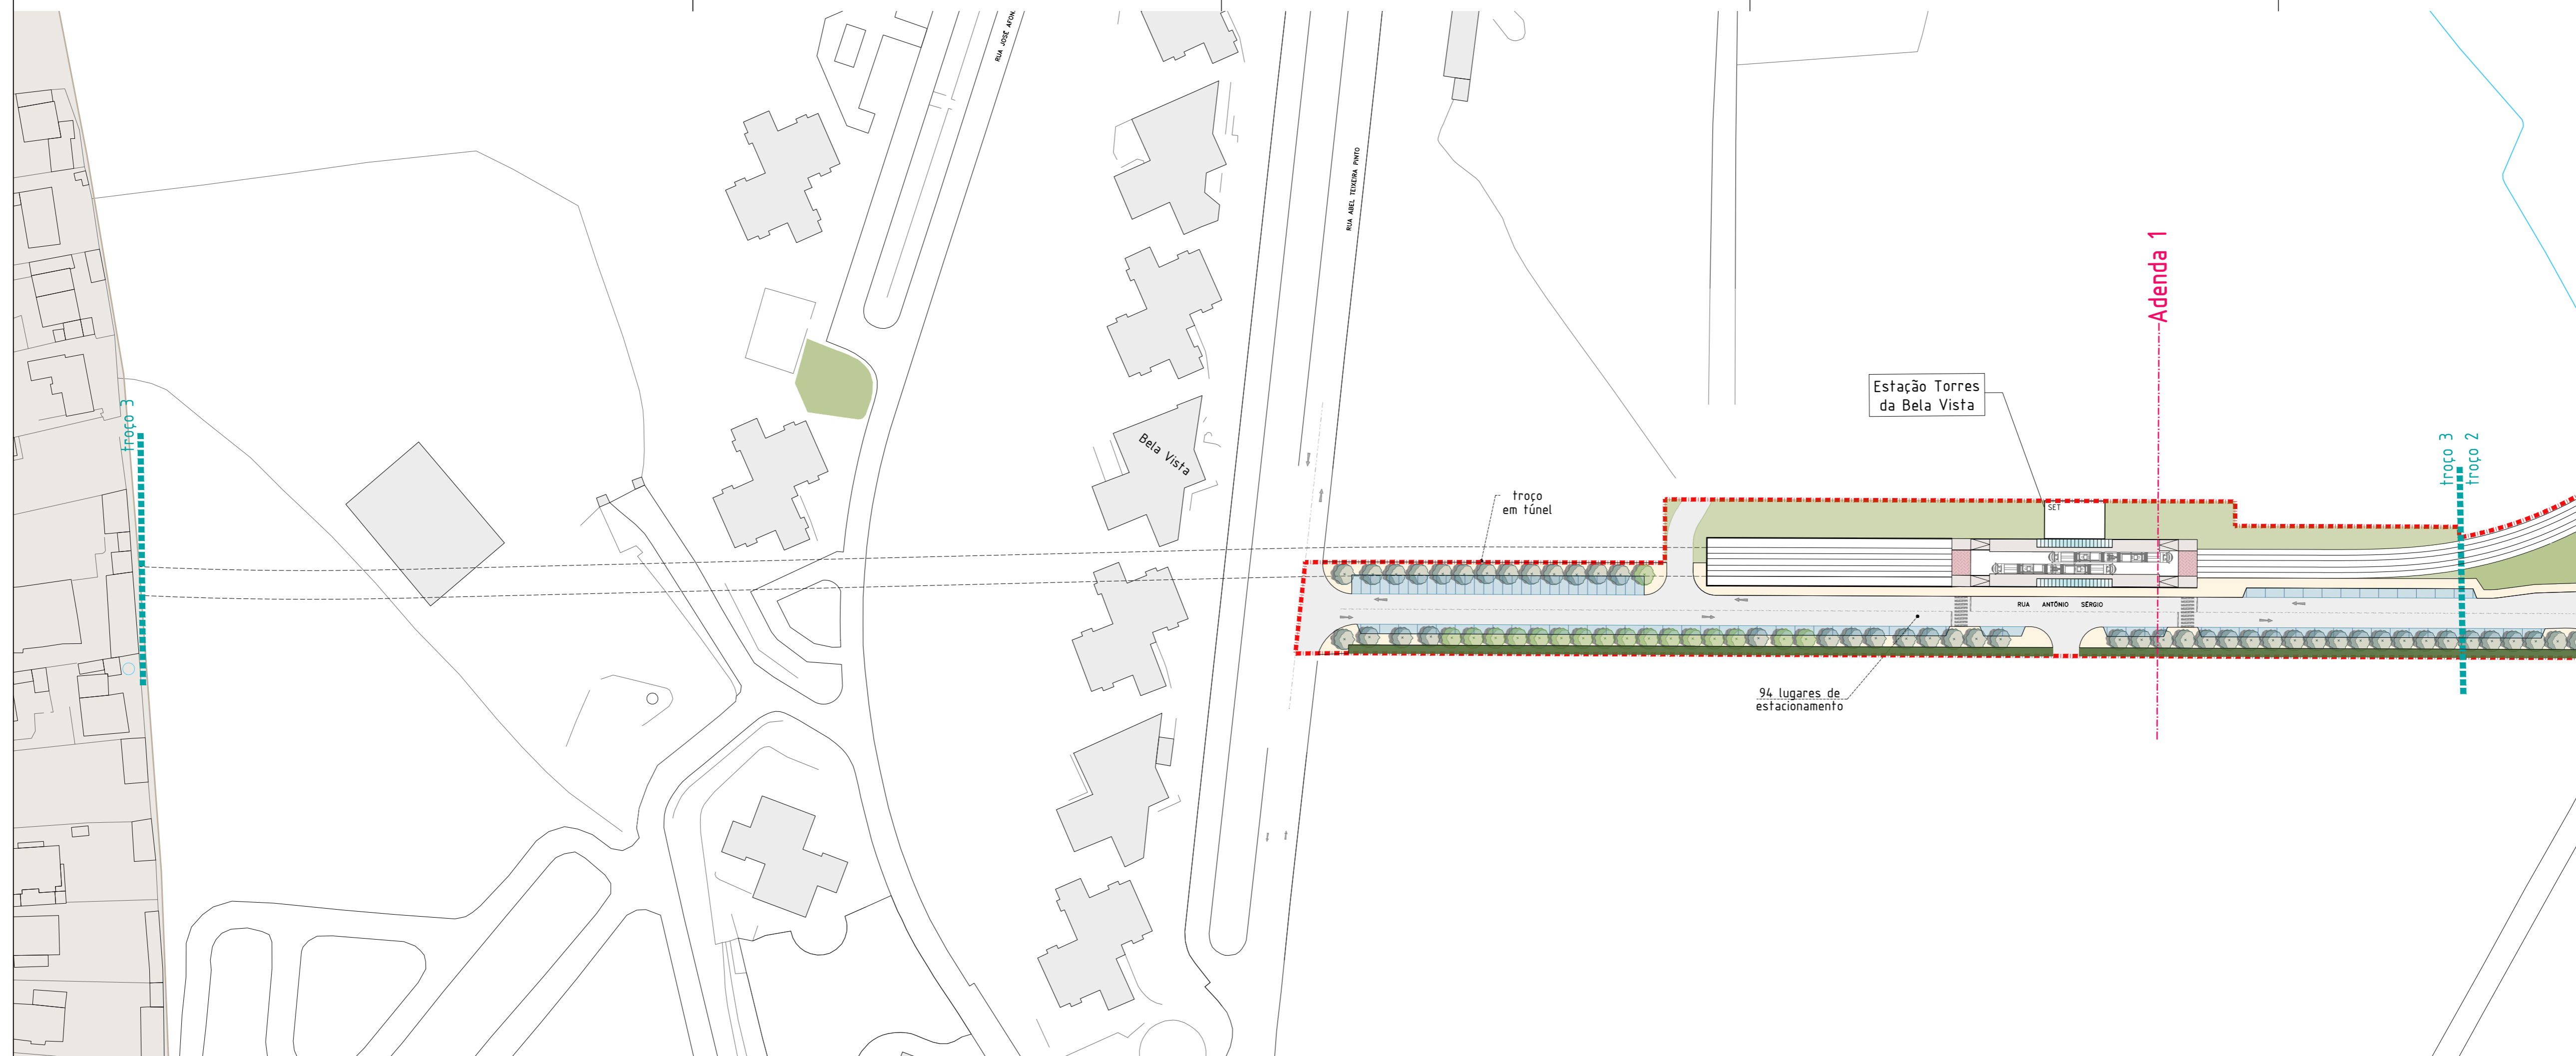 RUA JOSÉ AFON.
RUA ABEL TEIXEIRA PINTO
Adenda 1
Estação Torres
da Bela Vista
troço 3
Bela Vista
troço 3
troço 2
troço
em túnel
SET
RUA ANTÓNIO SÉRGIO
94 lugares de
estacionamento